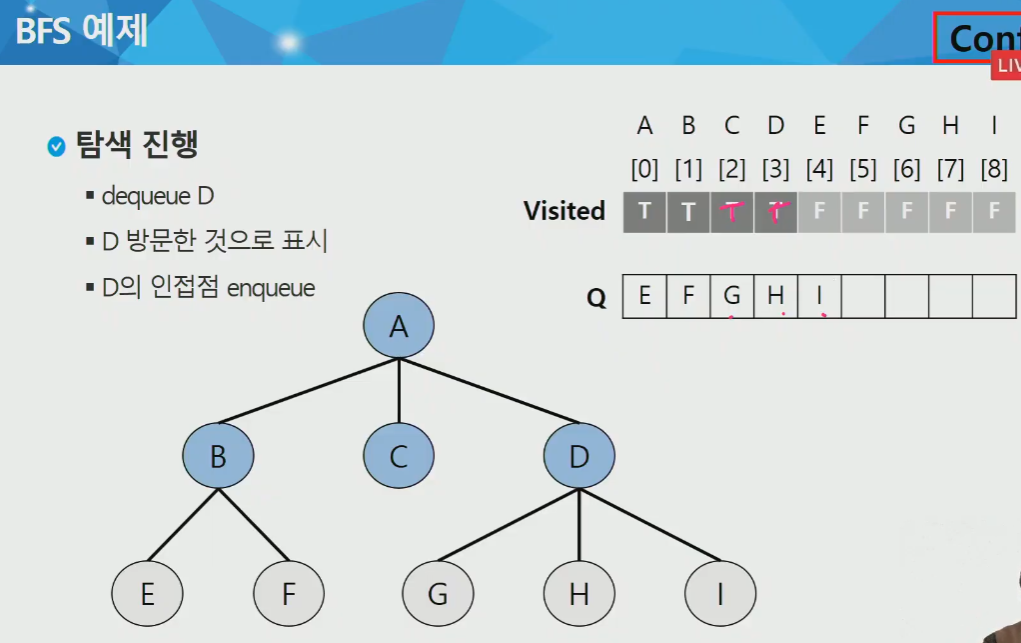 BFS 예제
Cont
LIV
탐색 진행
▪ dequeue D
▪ D 방문한 것으로 표시
▪ D의 인접점 enqueue
A B C D E F G H I
[0] [1] [2] [3] [4] [5] [6] [7] [8]
Visited T T T T F F F F F
Q E F G H I
A
B C D
E F G H I